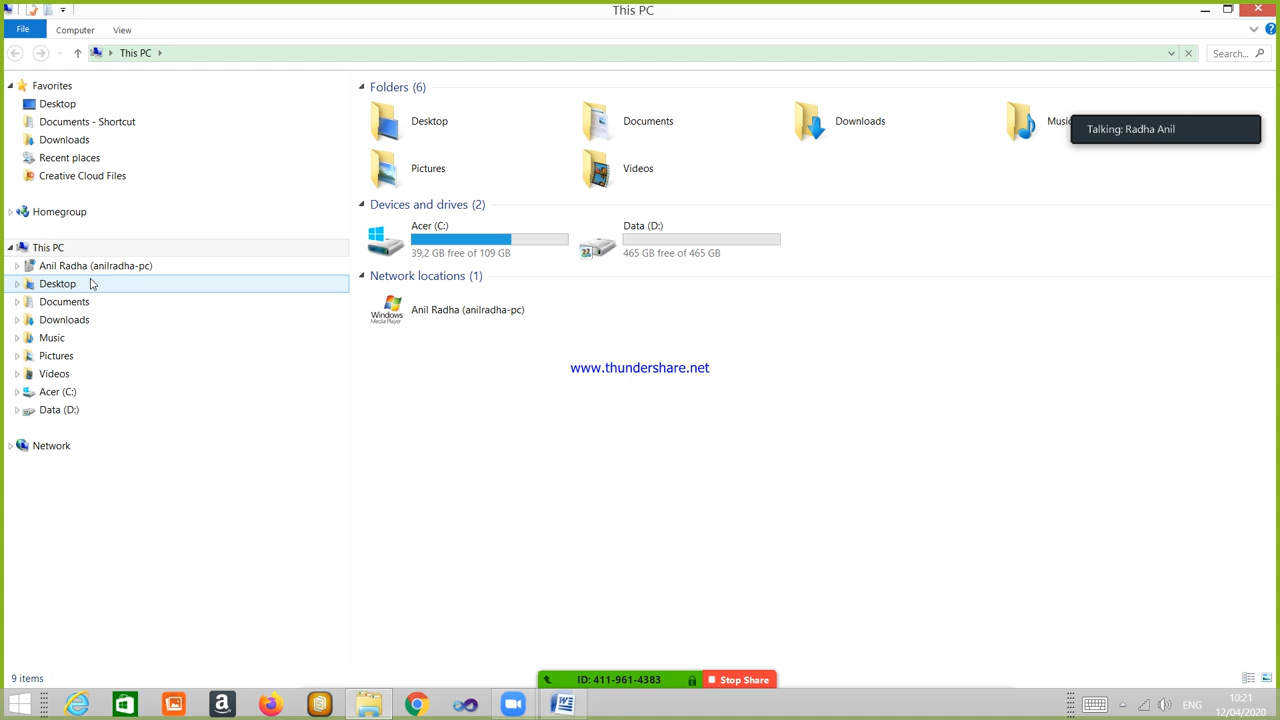 This PC
File
Computer
View
This PC
Search...
Favorites
Desktop
Documents - Shortcut
Downloads
Recent places
Creative Cloud Files
Homegroup
This PC
Anil Radha (anilradha-pc)
Desktop
Documents
Downloads
Music
Pictures
Videos
Acer (C:)
Data (D:)
Network
Folders (6)
Desktop
Documents
Downloads
Talking: Radha Anil
Pictures
Videos
Devices and drives (2)
Acer (C:)
39,2 GB free of 109 GB
Data (D:)
465 GB free of 465 GB
Network locations (1)
Windows
Media Player
Anil Radha (anilradha-pc)
www.thundershare.net
9 items
ID: 411-961-4383
Stop Share
ENG
10:21
12/04/2020